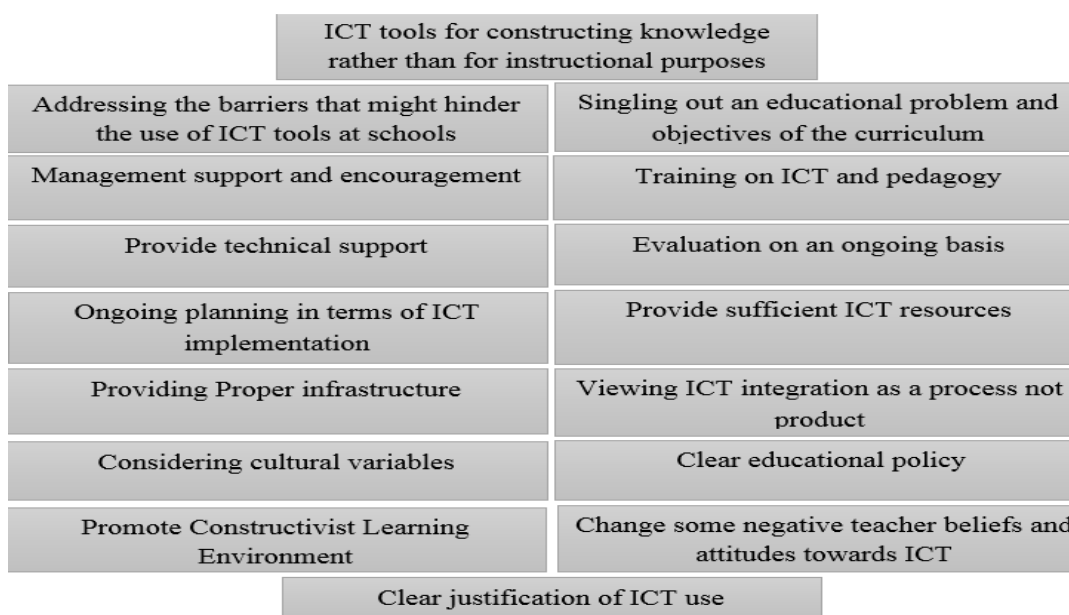 ICT tools for constructing knowledge
rather than for instructional purposes
Addressing the barriers that might hinder
the use of ICT tools at schools
Singling out an educational problem and
objectives of the curriculum
Management support and encouragement
Training on ICT and pedagogy
Provide technical support
Evaluation on an ongoing basis
Ongoing planning in terms of ICT
implementation
Provide sufficient ICT resources
Providing Proper infrastructure
Viewing ICT integration as a process not
product
Considering cultural variables
Clear educational policy
Promote Constructivist Learning
Environment
Change some negative teacher beliefs and
attitudes towards ICT
Clear justification of ICT use